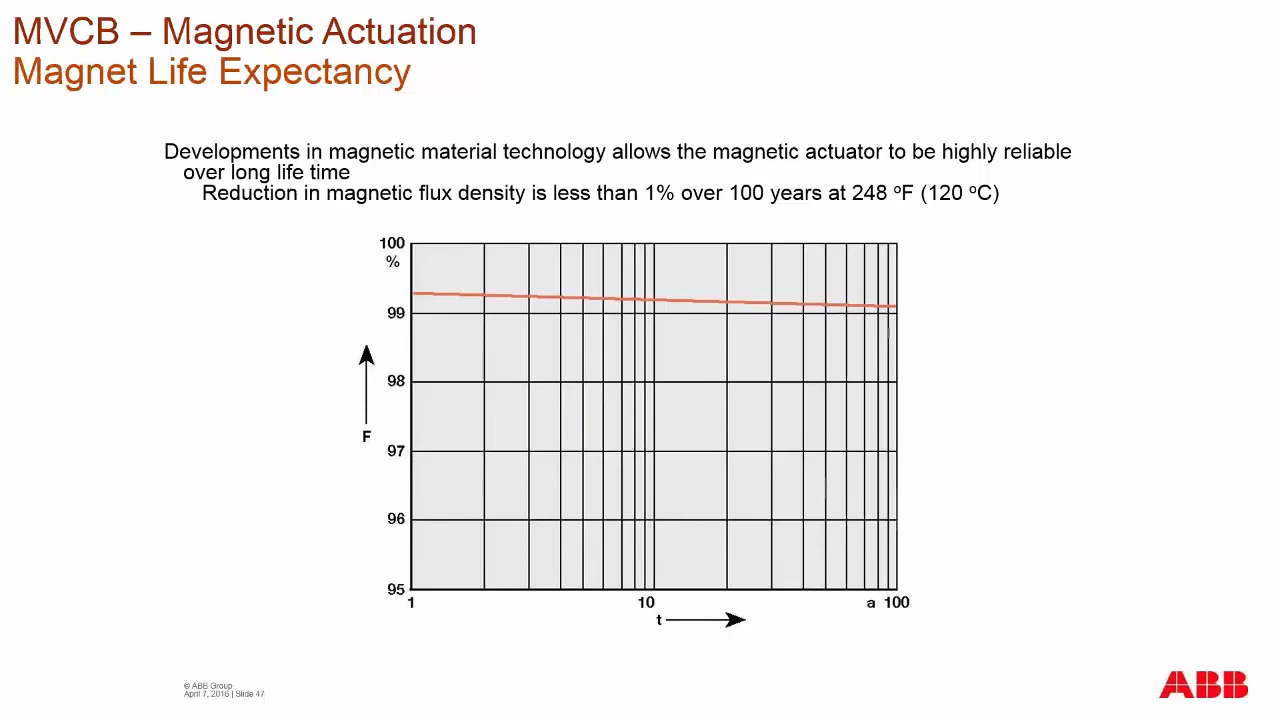 MVCB – Magnetic Actuation
Magnet Life Expectancy
Developments in magnetic material technology allows the magnetic actuator to be highly reliable
over long life time
Reduction in magnetic flux density is less than 1% over 100 years at 248 ºF (120 ºC)
100
%
99
98
F
97
96
95
1
10
a 100
t
© ABB Group
April 7, 2016 | Slide 47
ABB